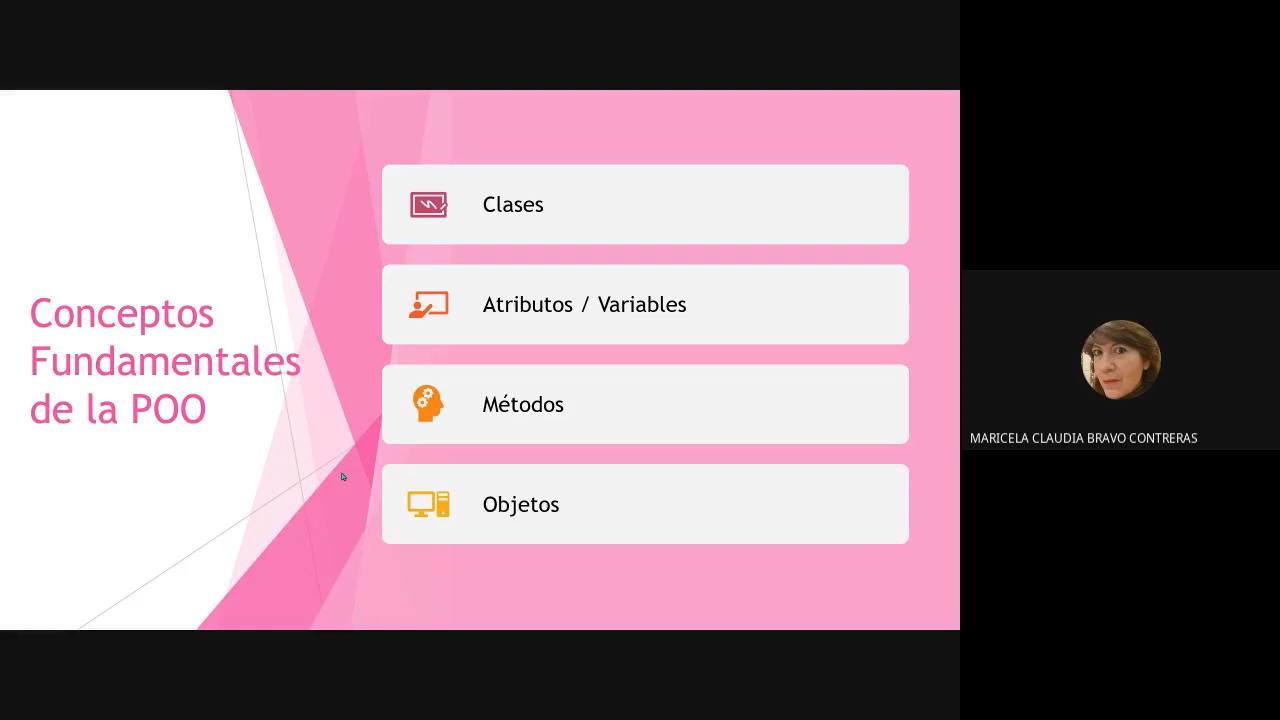 Conceptos
Fundamentales
de la POO
Clases
Atributos / Variables
Métodos
Objetos
MARICELA CLAUDIA BRAVO CONTRERAS